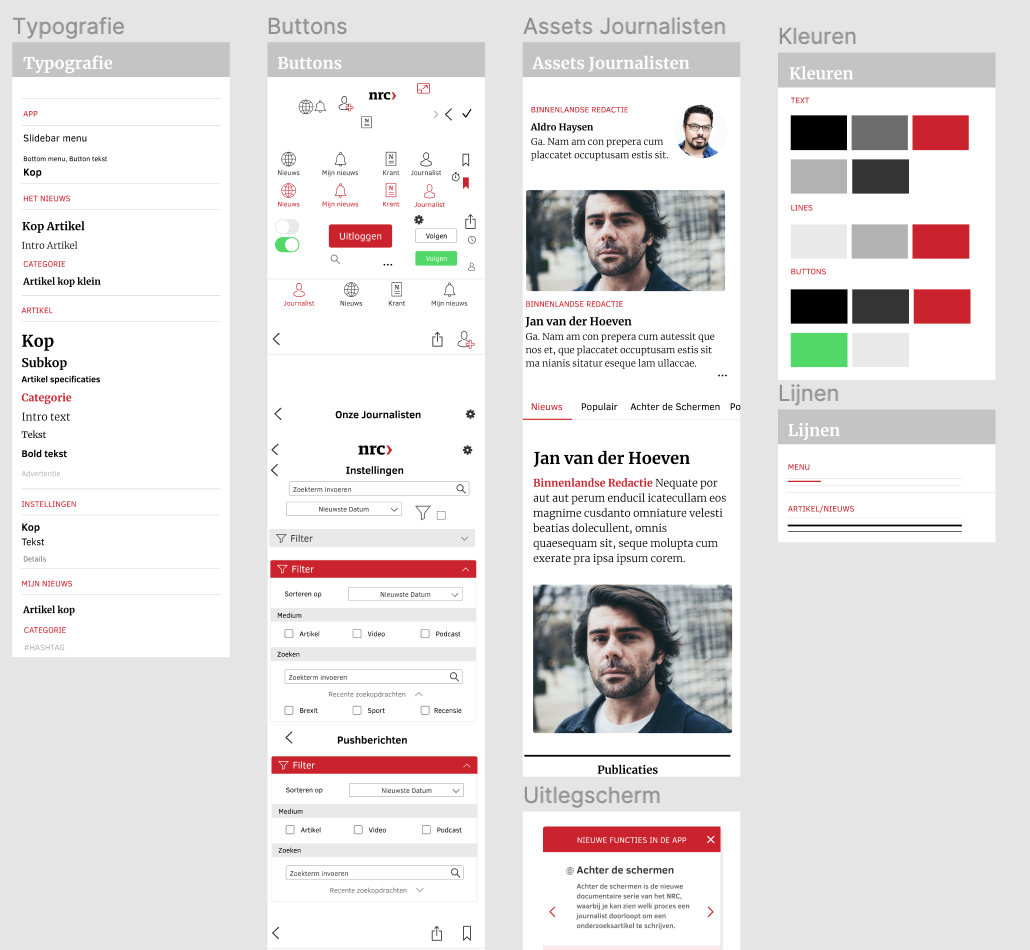 Typografie
Typografie
APP
Slidebar menu
Bottom menu, Button tekst
Kop
HET NIEUWS
Kop Artikel
Intro Artikel
CATEGORIE
Artikel kop klein
ARTIKEL
Kop
Subkop
Artikel specificaties
Categorie
Intro text
Tekst
Bold tekst
Advertentie
INSTELLINGEN
Kop
Tekst
Details
MIJN NIEUWS
Artikel kop
CATEGORIE
#HASHTAG
Buttons
Buttons
nrc>
N
Nieuws Mijn nieuws Krant Journalist
Nieuws Mijn nieuws Krant Journalist
Uitloggen
Volgen
Volgen
Journalist Nieuws Krant Mijn nieuws
Onze Journalisten
nrc>
Instellingen
Zoekterm invoeren
Nieuwste Datum
Filter
Filter
Sorteren op Nieuwste Datum
Medium
Artikel Video Podcast
Zoeken
Zoekterm invoeren
Recente zoekopdrachten
Brexit Sport Recensie
Pushberichten
Filter
Sorteren op Nieuwste Datum
Medium
Artikel Video Podcast
Zoeken
Zoekterm invoeren
Recente zoekopdrachten
Assets Journalisten
Assets Journalisten
BINNENLANDSE REDACTIE
Aldro Haysen
Ga. Nam am con prepera cum
placcatet occuptusam estis sit.
BINNENLANDSE REDACTIE
Jan van der Hoeven
Ga. Nam am con prepera cum autessit que
nos et, que placcatet occuptusam estis sit
ma nianis sitatur eseque lam ullaccae.
...
Nieuws Populair Achter de Schermen Po
Jan van der Hoeven
Binnenlandse Redactie Nequate por
aut aut perum enducil icatecullam eos
magnime cusdanto omniature velesti
beatias dolecullent, omnis
quaesequam sit, seque molupta cum
exerate pra ipsa ipsum corem.
Publicaties
Uitlegscherm
NIEUWE FUNCTIES IN DE APP
Achter de schermen
Achter de schermen is de nieuwe
documentaire serie van het NRC,
waarbij je kan zien welk proces een
journalist doorloopt om een
onderzoeksartikel te schrijven.
Kleuren
Kleuren
TEXT
LINES
BUTTONS
Lijnen
Lijnen
MENU
ARTIKEL/NIEUWS